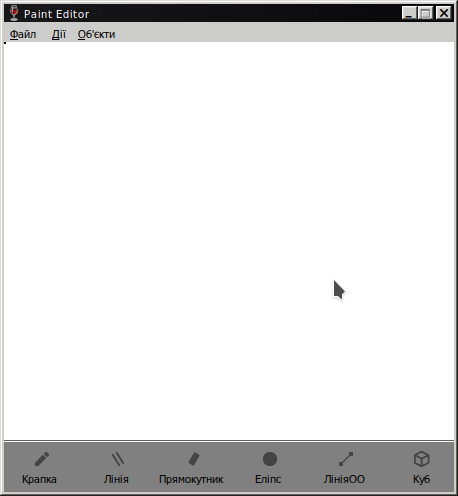 Paint Editor
Файл Дії Об'єкти
Крапка Лінія Прямокутник Еліпс ЛініяОО Куб